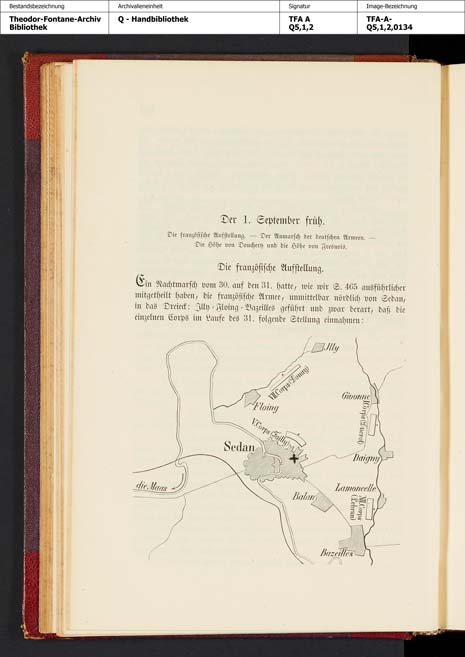 Bestandsbezeichnung
Theodor-Fontane-Archiv
Bibliothek
Archivalieneinheit
Q - Handbibliothek
Signatur
TFA A
Q5,1,2
Image-Bezeichnung
TFA-A-
Q5,1,2,0134
Der 1. September früh.
Die französische Aufstellung. — Der Anmarsch der deutschen Armeen. —
Die Höhe von Donchery und die Höhe von Fresnois.
Die französische Aufstellung.
Ein Nachtmarsch vom 30. auf den 31. hatte, wie wir S. 465 ausführlicher
mitgetheilt haben, die französische Armee, unmittelbar nördlich von Sedan,
in das Dreieck: Illy-Floing-Bazeilles geführt und zwar derart, daß die
einzelnen Corps im Laufe des 31. folgende Stellung einnahmen:
Illy
VII Corps (Douay)
Floing
Givonne
I Corps (Ducrot)
V Corps (Failly)
Sedan
Daigny
die Maas
Lamoncelle
Balan
XII Corps
(Lebrun)
Bazeilles